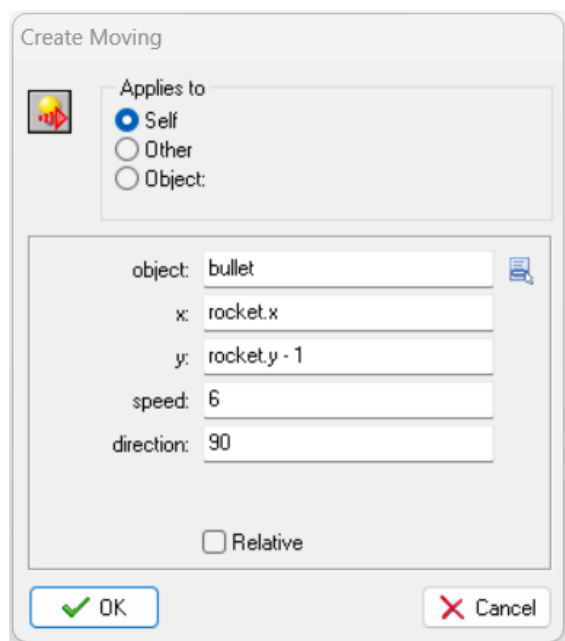 Create Moving
Applies to
Self
Other
Object:
object: bullet
x: rocket.x
y: rocket.y - 1
speed: 6
direction: 90
Relative
OK Cancel